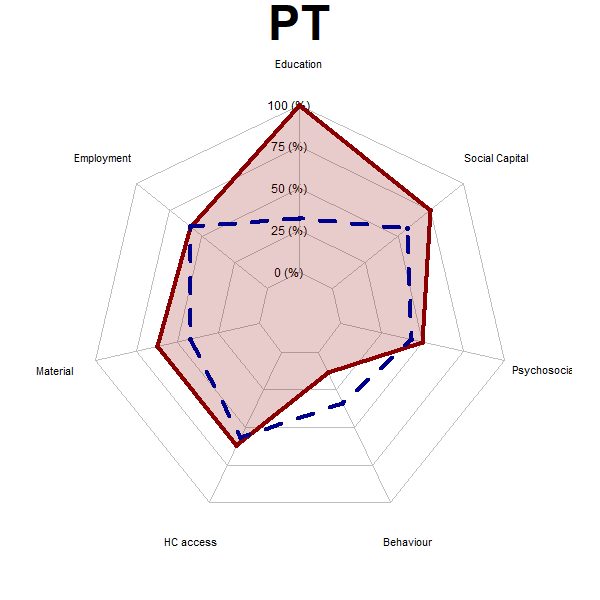 PT
Education
100 (%)
Employment
Social Capital
75 (%)
50 (%)
25 (%)
0 (%)
Material
Psychosocia
HC access
Behaviour